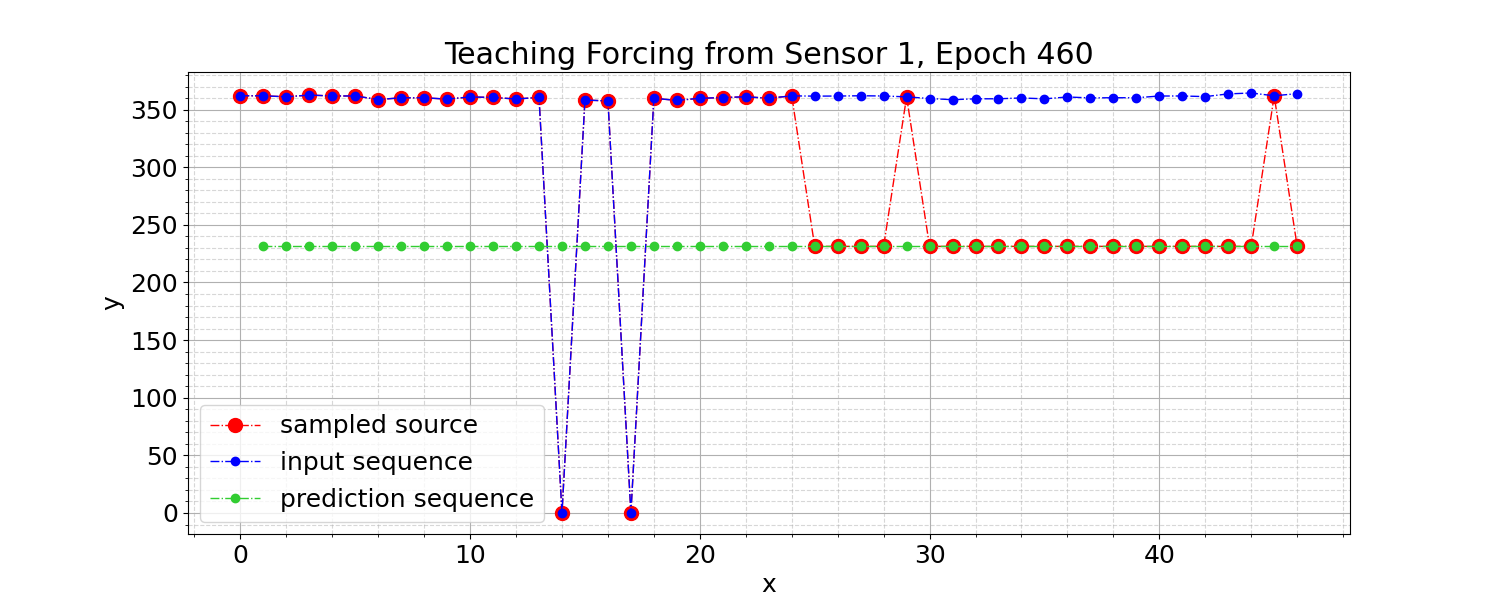 Teaching Forcing from Sensor 1, Epoch 460
y
350
300
250
200
150
100
50
0
sampled source
input sequence
prediction sequence
0 10 20 30 40
x